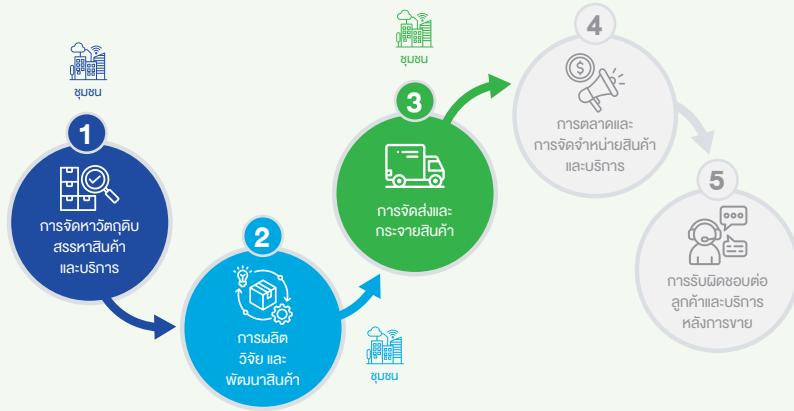 ชุมชน
1
การจัดหาวัตถุดิบ
สรรหาสินค้า
และบริการ
2
การผลิต
วิจัย และ
พัฒนาสินค้า
ชุมชน
ชุมชน
3
การจัดส่งและ
กระจายสินค้า
4
$
การตลาดและ
การจัดจำหน่ายสินค้า
และบริการ
5
การรับผิดชอบต่อ
ลูกค้าและบริการ
หลังการขาย